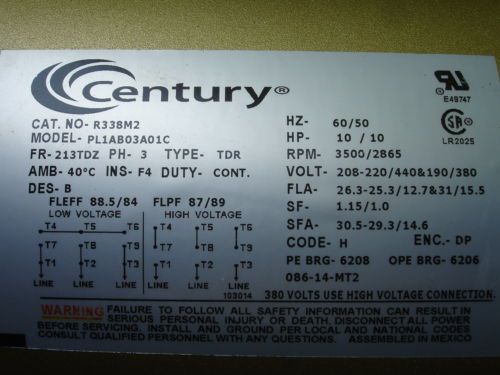 Century®
CAT. NO- R338M2
MODEL- PL1AB03A01C
FR- 213TDZ PH- 3 TYPE- TDR
AMB- 40°C INS- F4 DUTY- CONT.
DES- B
FLEFF 88.5/84 FLPF 87/89
LOW VOLTAGE HIGH VOLTAGE
T4 T5 T6 T4 T5 T6
T7 T8 T9 T7 T8 T9
T1 T2 T3 T1 T2 T3
LINE LINE LINE LINE LINE LINE
103014
HZ- 60/50
HP- 10 / 10
RPM- 3500/2865
VOLT- 208-220/440&190/380
FLA- 26.3-25.3/12.7&31/15.5
SF- 1.15/1.0
SFA- 30.5-29.3/14.6
CODE- H ENC.- DP
PE BRG- 6208 OPE BRG- 6206
086-14-MT2
380 VOLTS USE HIGH VOLTAGE CONNECTION.
E49747
LR2025
WARNING FAILURE TO FOLLOW ALL SAFETY INFORMATION CAN RESULT IN
SERIOUS PERSONAL INJURY OR DEATH. DISCONNECT ALL POWER
BEFORE SERVICING. INSTALL AND GROUND PER LOCAL AND NATIONAL CODES
CONSULT QUALIFIED PERSONNEL WITH ANY QUESTIONS. ASSEMBLED IN MEXICO